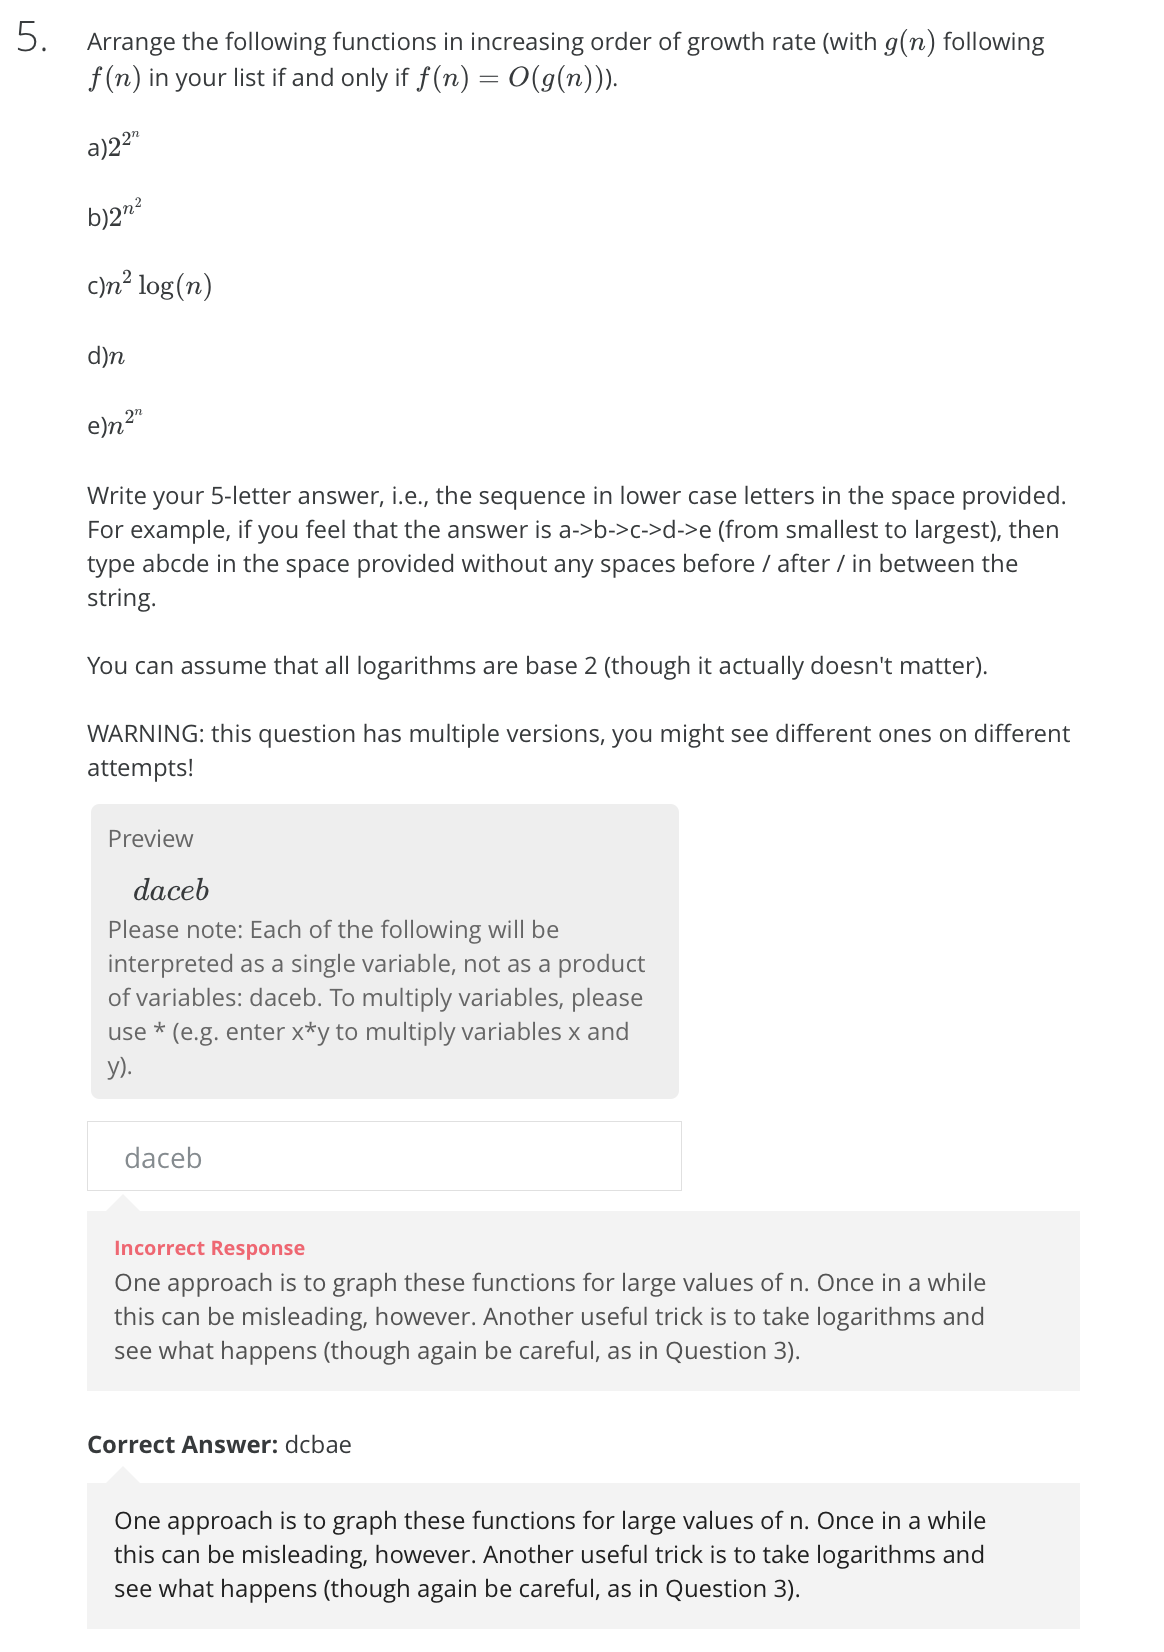 5.
Arrange the following functions in increasing order of growth rate (with g(n) following
f(n) in your list if and only if f(n) = O(g(n))).
a)2^{2^n}
b)2^{n^2}
c)n^2 log(n)
d)n
e)n^{2^n}
Write your 5-letter answer, i.e., the sequence in lower case letters in the space provided.
For example, if you feel that the answer is a->b->c->d->e (from smallest to largest), then
type abcde in the space provided without any spaces before / after / in between the
string.
You can assume that all logarithms are base 2 (though it actually doesn't matter).
WARNING: this question has multiple versions, you might see different ones on different
attempts!
Preview
daceb
Please note: Each of the following will be
interpreted as a single variable, not as a product
of variables: daceb. To multiply variables, please
use * (e.g. enter x*y to multiply variables x and
y).
daceb
Incorrect Response
One approach is to graph these functions for large values of n. Once in a while
this can be misleading, however. Another useful trick is to take logarithms and
see what happens (though again be careful, as in Question 3).
Correct Answer: dcbae
One approach is to graph these functions for large values of n. Once in a while
this can be misleading, however. Another useful trick is to take logarithms and
see what happens (though again be careful, as in Question 3).